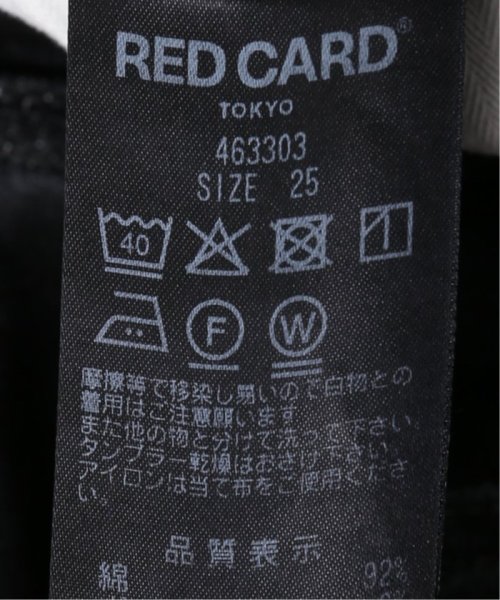 RED CARD®
TOKYO
463303
SIZE 25
40
F W
摩擦等で移染し易いので白物との
着用はご注意願います
また他の物と分けて洗って下さい。
タンブラー乾燥はおさけ下さい。
アイロンは当て布をご使用くださ
い。
品質表示
綿 92%